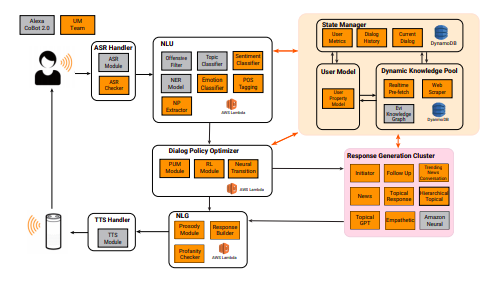 Alexa
CoBot 2.0
UM
Team
ASR Handler
ASR
Module
ASR
Checker
NLU
Offensive
Filter
Topic
Classifier
Sentiment
Classifier
NER
Model
Emotion
Classifier
POS
Tagging
NP
Extractor
AWS Lambda
State Manager
User
Metrics
Dialog
History
Current
Dialog
DynamoDB
User Model
User
Property
Model
Dynamic Knowledge Pool
Realtime
Pre-fetch
Web
Scraper
Evi
Knowledge
Graph
DynamoDB
Dialog Policy Optimizer
PUM
Module
RL
Module
Neural
Transition
AWS Lambda
Response Generation Cluster
Initiator
Follow Up
Trending
News
Conversation
News
Topical
Response
Hierarchical
Topical
Topical
GPT
Empathetic
Amazon
Neural
TTS Handler
TTS
Module
NLG
Prosody
Module
Response
Builder
Profanity
Checker
AWS Lambda